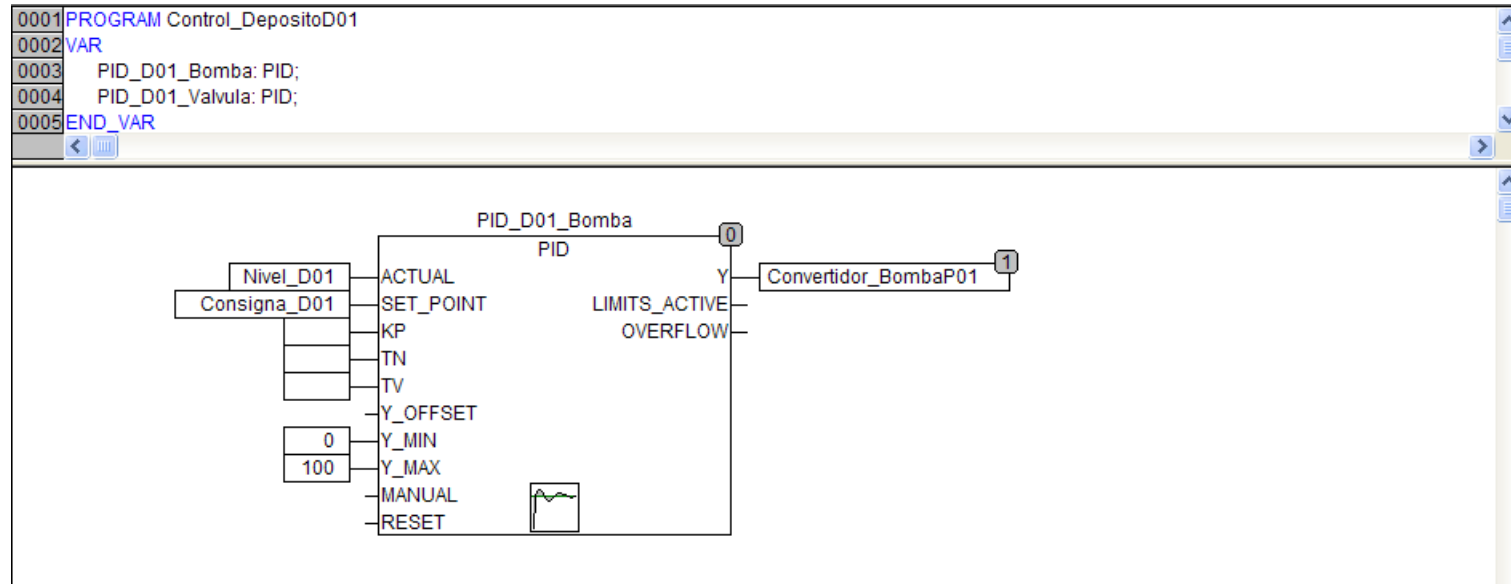 0001 PROGRAM Control_DepositoD01
0002 VAR
0003 PID_D01_Bomba: PID;
0004 PID_D01_Valvula: PID;
0005 END_VAR
PID_D01_Bomba
0
PID
1
Nivel_D01 ACTUAL Y Convertidor_BombaP01
Consigna_D01 SET_POINT LIMITS_ACTIVE
KP OVERFLOW
TN
TV
Y_OFFSET
0 Y_MIN
100 Y_MAX
MANUAL
RESET